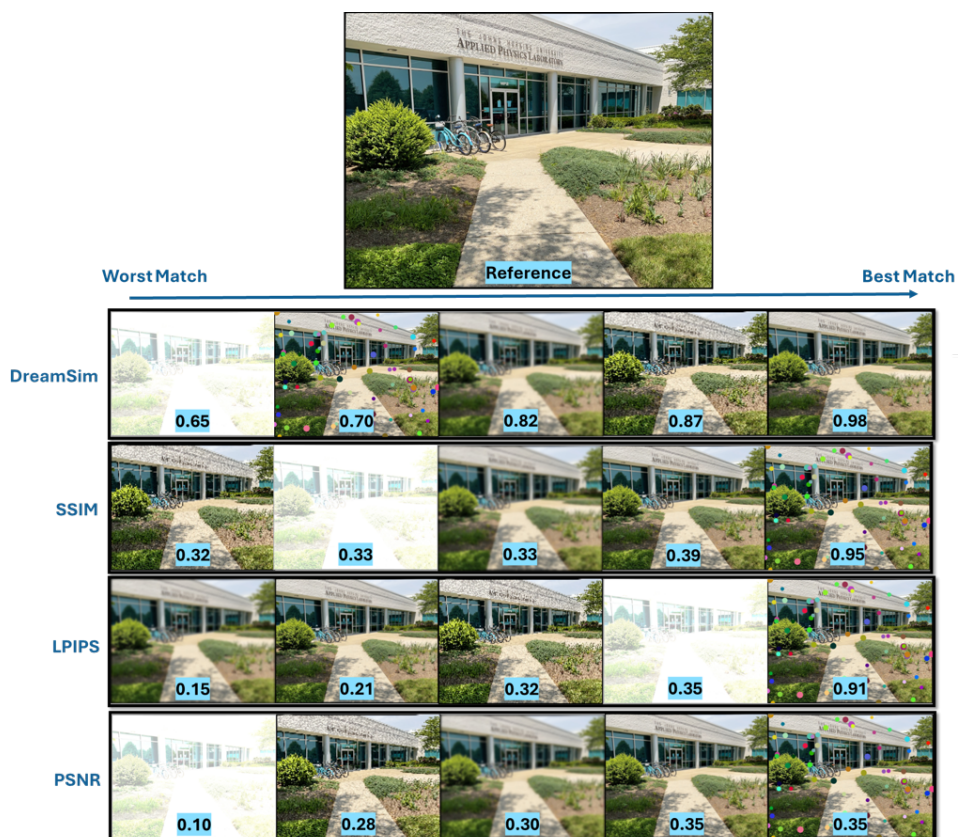 THE JOHNS HOPKINS UNIVERSITY
APPLIED PHYSICS LABORATORY
Reference
Worst Match
Best Match
DreamSim
0.65
0.70
0.82
0.87
0.98
SSIM
0.32
0.33
0.33
0.39
0.95
LPIPS
0.15
0.21
0.32
0.35
0.91
PSNR
0.10
0.28
0.30
0.35
0.35